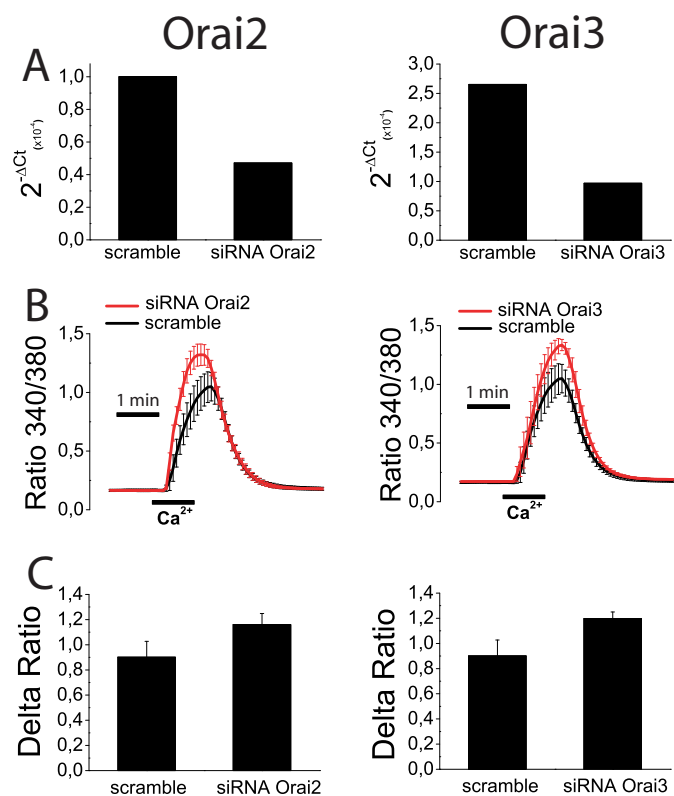 Orai2
Orai3
A
2^-ΔCt (x10⁻⁴)
1,0
0,8
0,6
0,4
0,2
0,0
scramble
siRNA Orai2
2^-ΔCt (x10⁻⁴)
3,0
2,5
2,0
1,5
1,0
0,5
0,0
scramble
siRNA Orai3
B
siRNA Orai2
scramble
Ratio 340/380
1,5
1,0
0,5
0,0
1 min
Ca²⁺
siRNA Orai3
scramble
Ratio 340/380
1,5
1,0
0,5
0,0
1 min
Ca²⁺
C
Delta Ratio
1,4
1,2
1,0
0,8
0,6
0,4
0,2
0,0
scramble
siRNA Orai2
Delta Ratio
1,4
1,2
1,0
0,8
0,6
0,4
0,2
0,0
scramble
siRNA Orai3